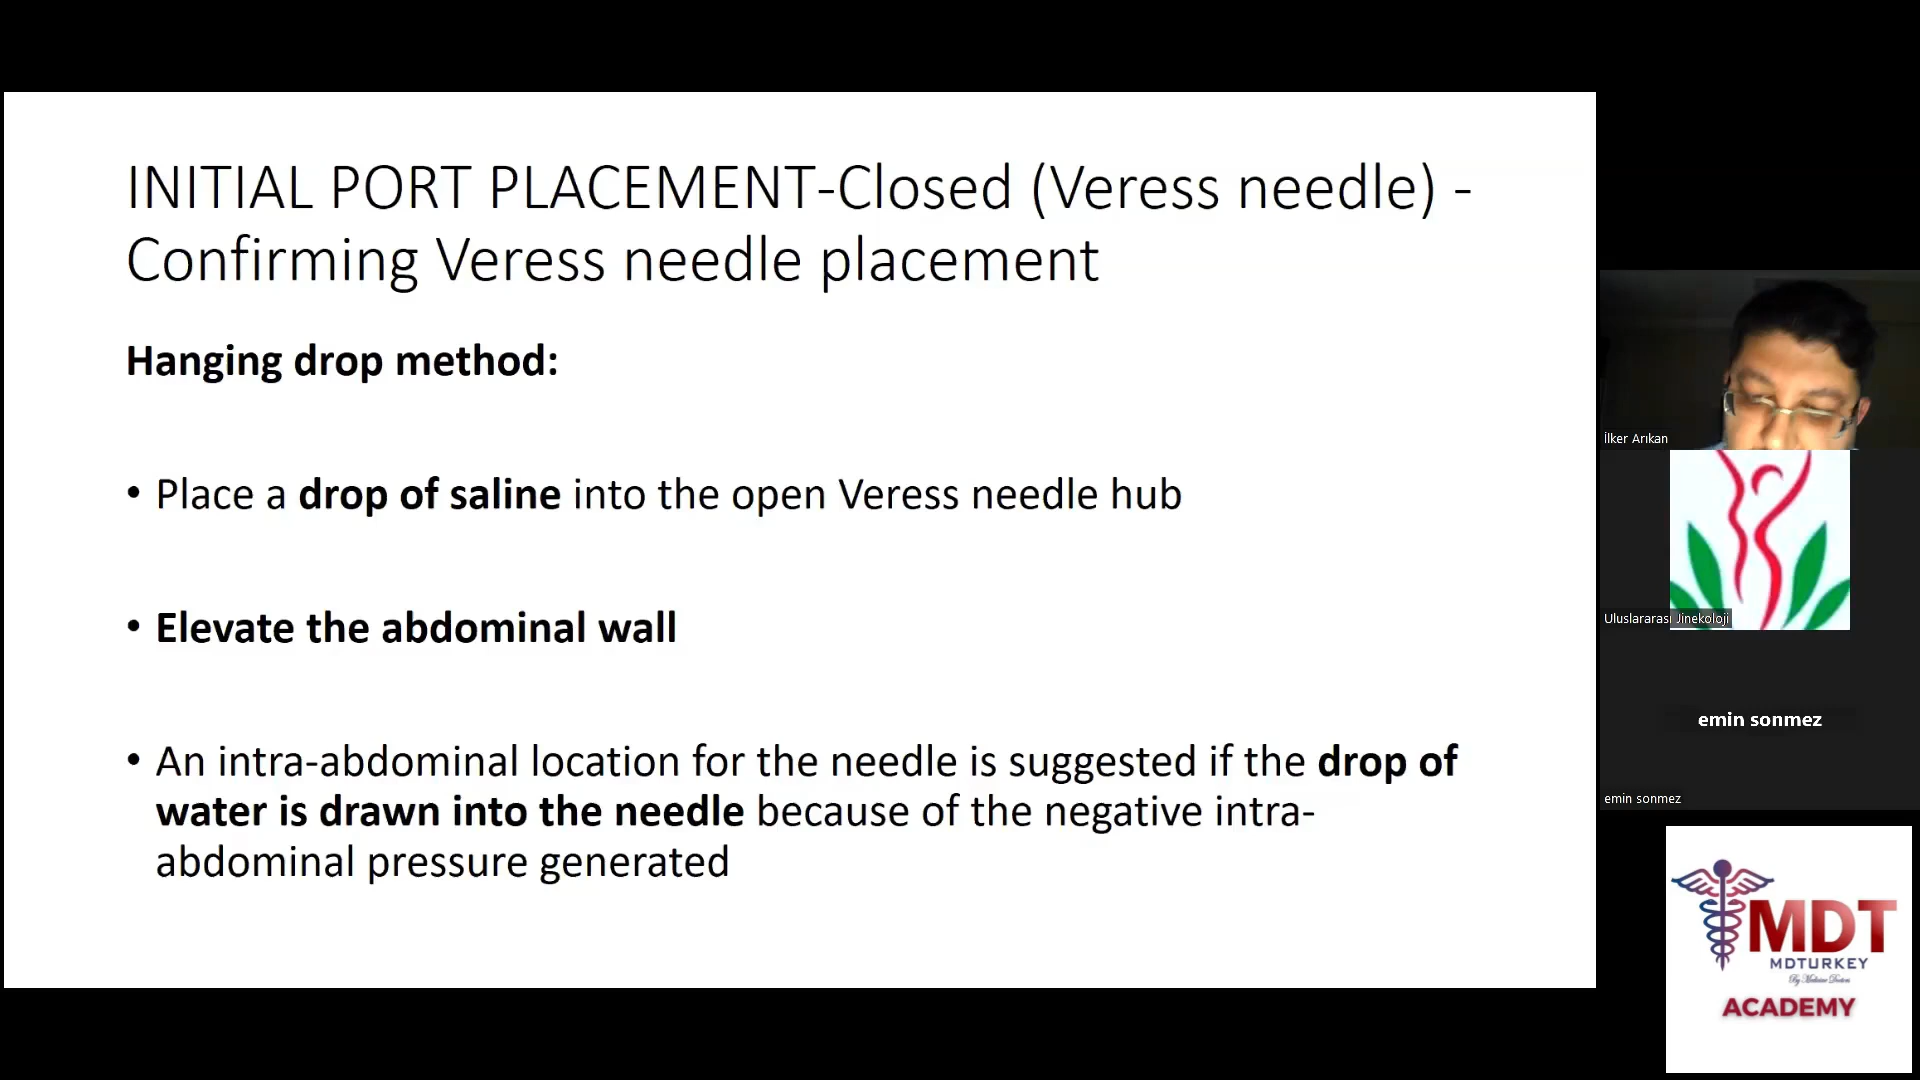 INITIAL PORT PLACEMENT-Closed (Veress needle) -
Confirming Veress needle placement
Hanging drop method:
• Place a drop of saline into the open Veress needle hub
• Elevate the abdominal wall
• An intra-abdominal location for the needle is suggested if the drop of
water is drawn into the needle because of the negative intra-
abdominal pressure generated
İlker Arıkan
Uluslararası Jinekoloji
emin sonmez
emin sonmez
MDT
MDTURKEY
By Medicine Doctors
ACADEMY